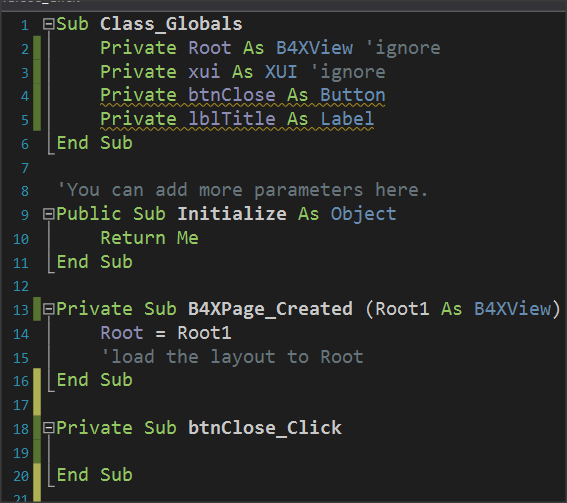 1 Sub Class_Globals
2 Private Root As B4XView 'ignore
3 Private xui As XUI 'ignore
4 Private btnClose As Button
5 Private lblTitle As Label
6 End Sub
7
8 'You can add more parameters here.
9 Public Sub Initialize As Object
10 Return Me
11 End Sub
12
13 Private Sub B4XPage_Created (Root1 As B4XView)
14 Root = Root1
15 'load the layout to Root
16 End Sub
17
18 Private Sub btnClose_Click
19
20 End Sub
21